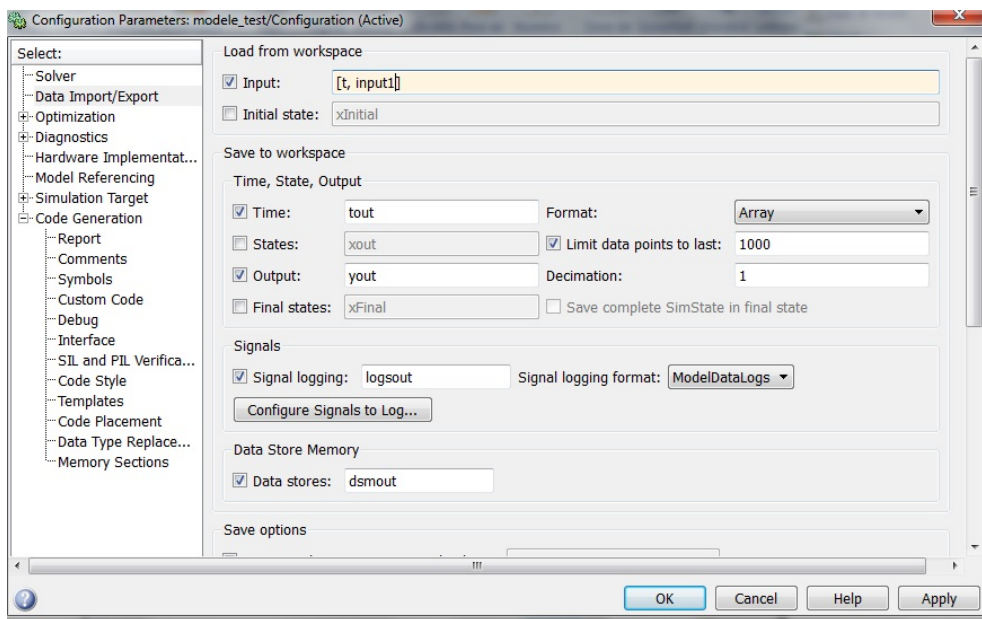 Configuration Parameters: modele_test/Configuration (Active)
Select:
Solver
Data Import/Export
Optimization
Diagnostics
Hardware Implementat...
Model Referencing
Simulation Target
Code Generation
Report
Comments
Symbols
Custom Code
Debug
Interface
SIL and PIL Verifica...
Code Style
Templates
Code Placement
Data Type Replace...
Memory Sections
Load from workspace
Input: [t, input1]
Initial state: xInitial
Save to workspace
Time, State, Output
Time: tout Format: Array
States: xout Limit data points to last: 1000
Output: yout Decimation: 1
Final states: xFinal Save complete SimState in final state
Signals
Signal logging: logsout Signal logging format: ModelDataLogs
Configure Signals to Log...
Data Store Memory
Data stores: dsmout
Save options
OK Cancel Help Apply